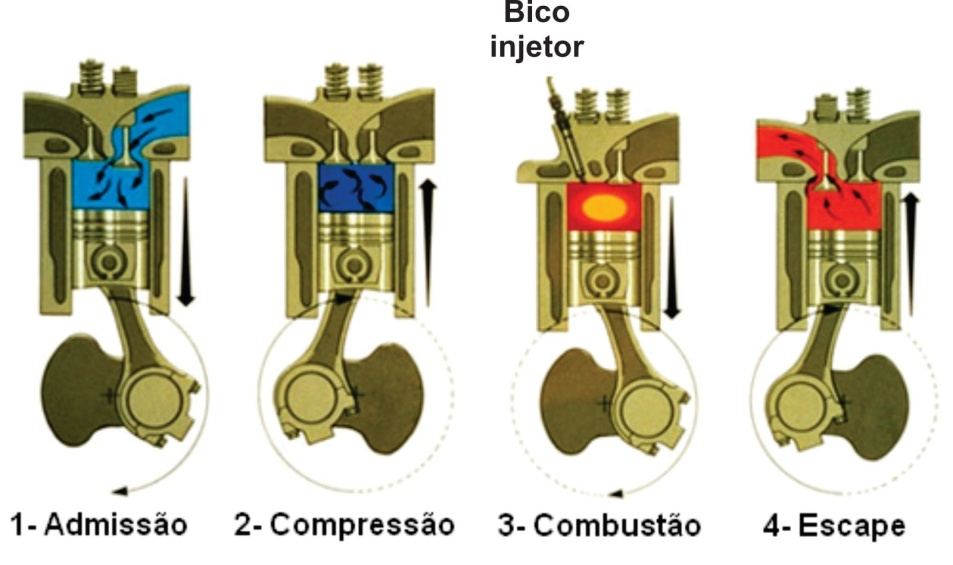 Bico
injetor
1- Admissão
2- Compressão
3- Combustão
4- Escape